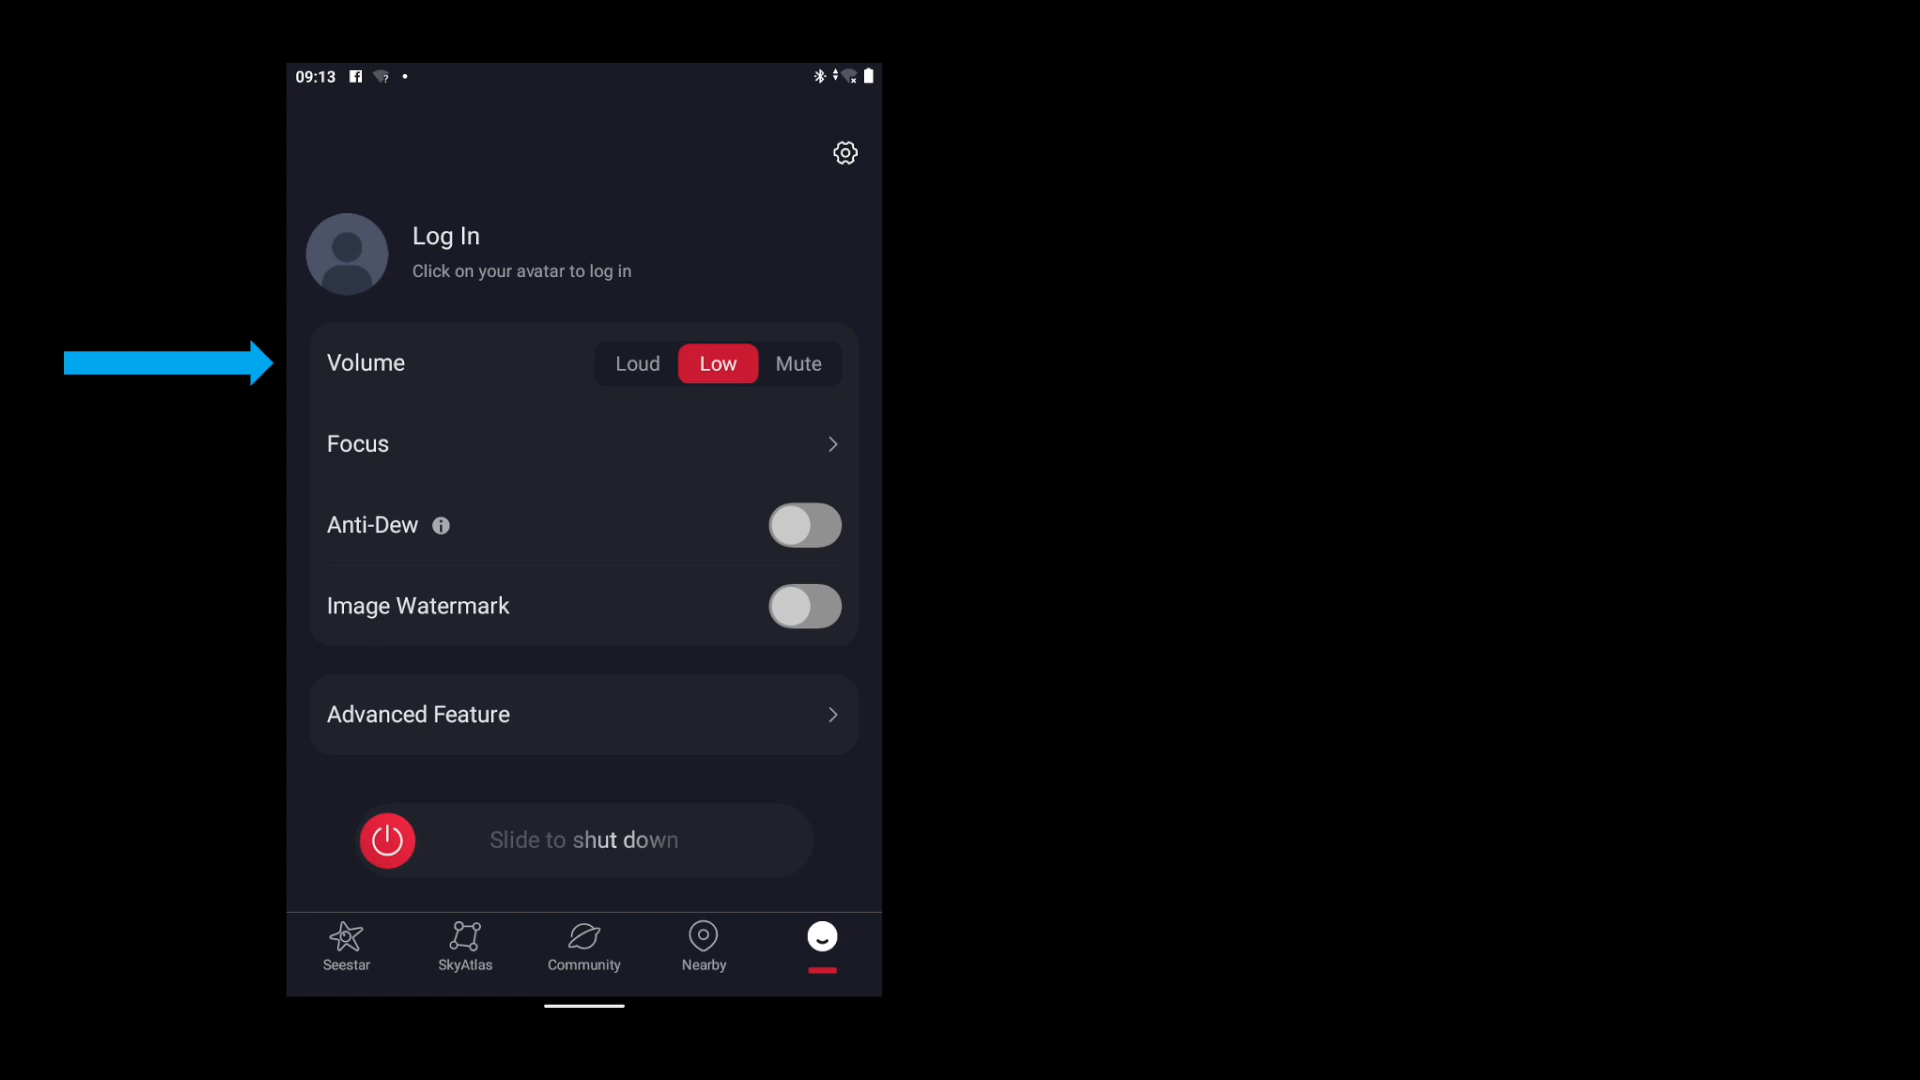 09:13
Log In
Click on your avatar to log in
Volume Loud Low Mute
Focus
Anti-Dew
Image Watermark
Advanced Feature
Slide to shut down
Seestar SkyAtlas Community Nearby